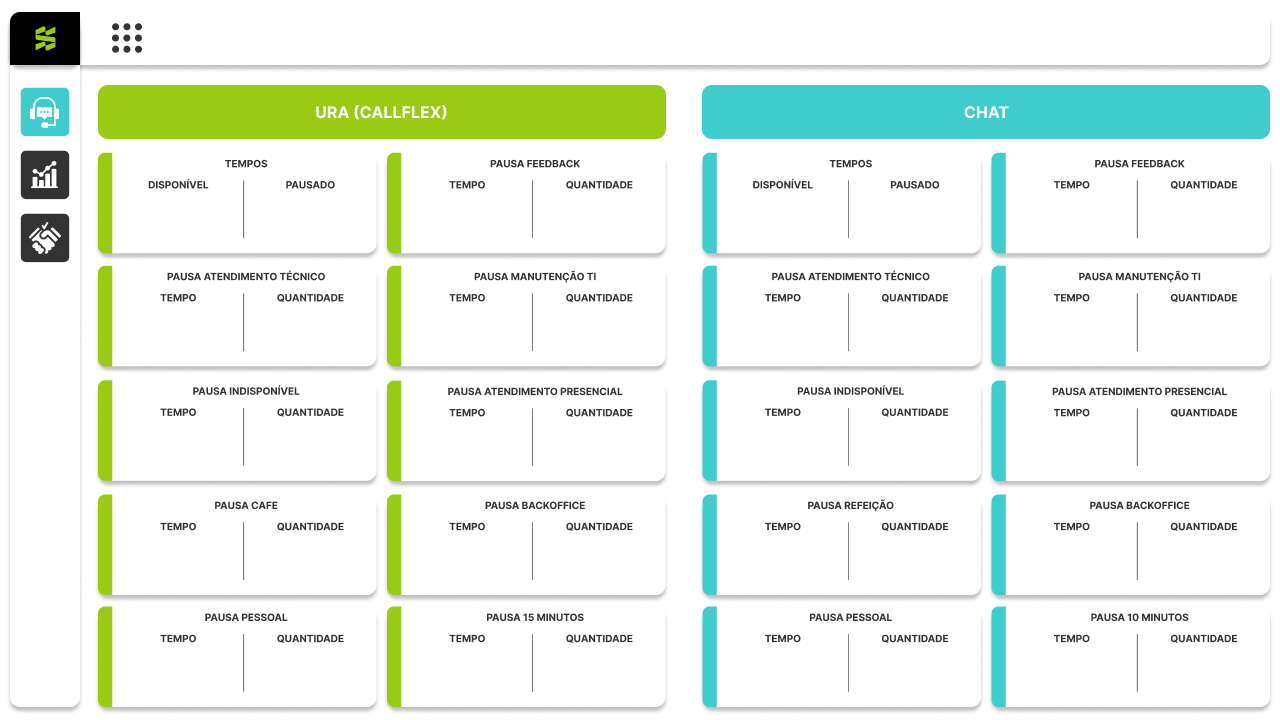 URA (CALLFLEX)
TEMPOS
DISPONÍVEL
PAUSADO
PAUSA FEEDBACK
TEMPO
QUANTIDADE
PAUSA ATENDIMENTO TÉCNICO
TEMPO
QUANTIDADE
PAUSA MANUTENÇÃO TI
TEMPO
QUANTIDADE
PAUSA INDISPONÍVEL
TEMPO
QUANTIDADE
PAUSA ATENDIMENTO PRESENCIAL
TEMPO
QUANTIDADE
PAUSA CAFE
TEMPO
QUANTIDADE
PAUSA BACKOFFICE
TEMPO
QUANTIDADE
PAUSA PESSOAL
TEMPO
QUANTIDADE
PAUSA 15 MINUTOS
TEMPO
QUANTIDADE
CHAT
TEMPOS
DISPONÍVEL
PAUSADO
PAUSA FEEDBACK
TEMPO
QUANTIDADE
PAUSA ATENDIMENTO TÉCNICO
TEMPO
QUANTIDADE
PAUSA MANUTENÇÃO TI
TEMPO
QUANTIDADE
PAUSA INDISPONÍVEL
TEMPO
QUANTIDADE
PAUSA ATENDIMENTO PRESENCIAL
TEMPO
QUANTIDADE
PAUSA REFEIÇÃO
TEMPO
QUANTIDADE
PAUSA BACKOFFICE
TEMPO
QUANTIDADE
PAUSA PESSOAL
TEMPO
QUANTIDADE
PAUSA 10 MINUTOS
TEMPO
QUANTIDADE